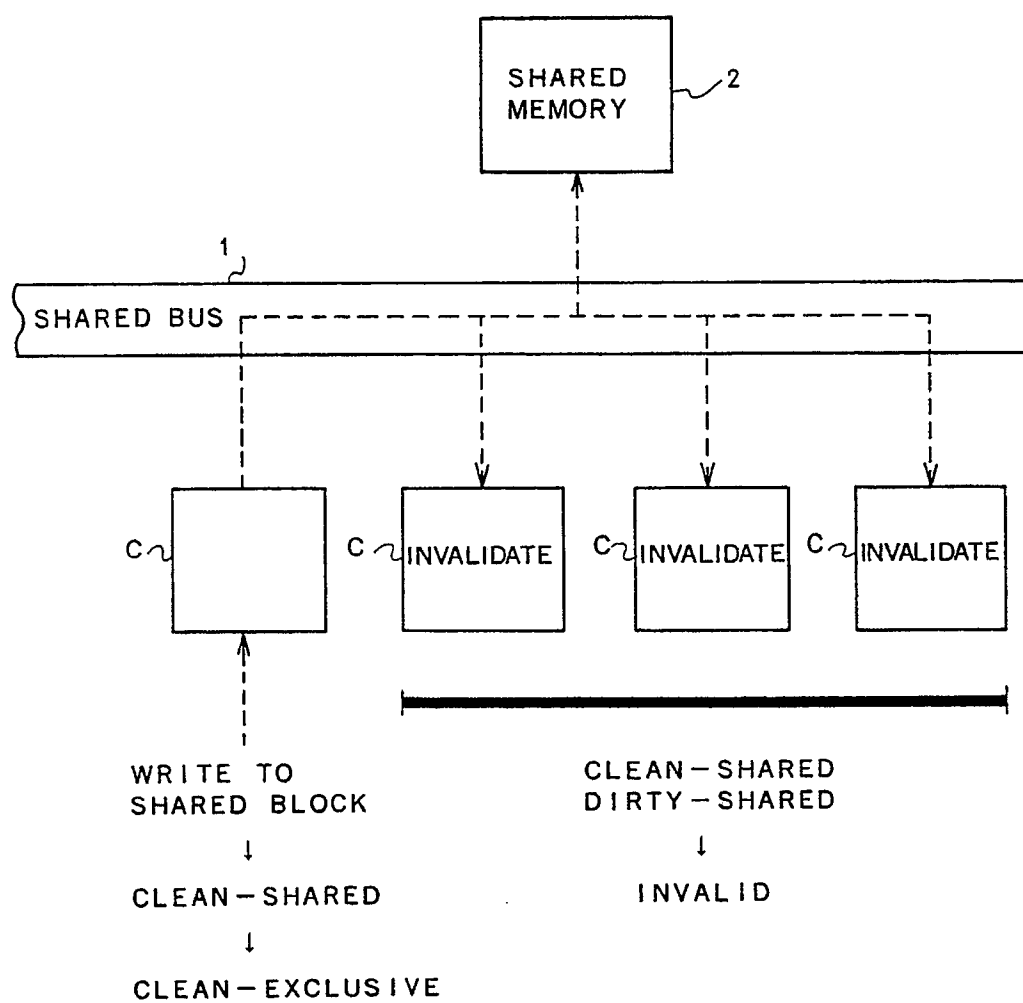 SHARED
MEMORY
2
1
SHARED BUS
C
C
INVALIDATE
C
INVALIDATE
C
INVALIDATE
WRITE TO
SHARED BLOCK
↓
CLEAN-SHARED
↓
CLEAN-EXCLUSIVE
CLEAN-SHARED
DIRTY-SHARED
↓
INVALID